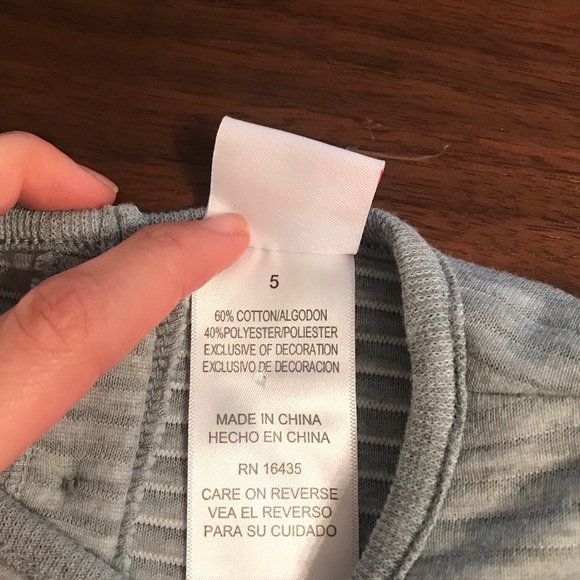 5
60% COTTON/ALGODON
40%POLYESTER/POLIESTER
EXCLUSIVE OF DECORATION
EXCLUSIVO DE DECORACION
MADE IN CHINA
HECHO EN CHINA
RN 16435
CARE ON REVERSE
VEA EL REVERSO
PARA SU CUIDADO